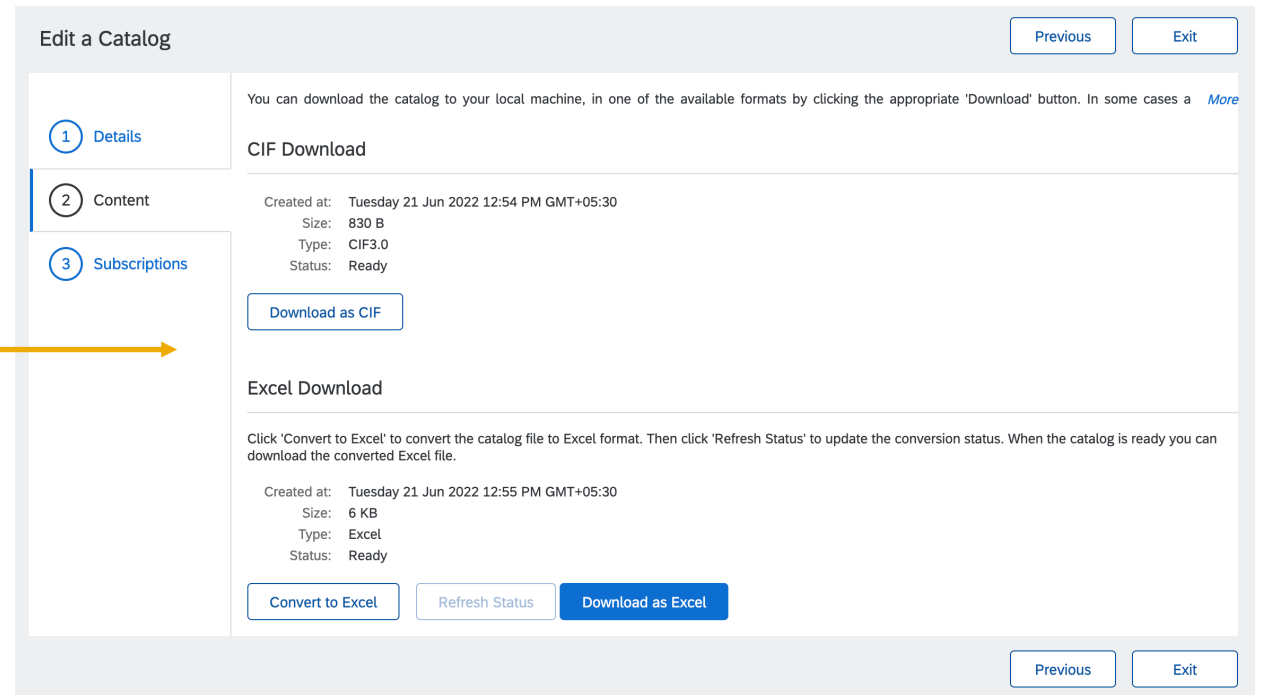 Edit a Catalog
Previous
Exit
1 Details
2 Content
3 Subscriptions
You can download the catalog to your local machine, in one of the available formats by clicking the appropriate 'Download' button. In some cases a More
CIF Download
Created at: Tuesday 21 Jun 2022 12:54 PM GMT+05:30
Size: 830 B
Type: CIF3.0
Status: Ready
Download as CIF
Excel Download
Click 'Convert to Excel' to convert the catalog file to Excel format. Then click 'Refresh Status' to update the conversion status. When the catalog is ready you can
download the converted Excel file.
Created at: Tuesday 21 Jun 2022 12:55 PM GMT+05:30
Size: 6 KB
Type: Excel
Status: Ready
Convert to Excel
Refresh Status
Download as Excel
Previous
Exit